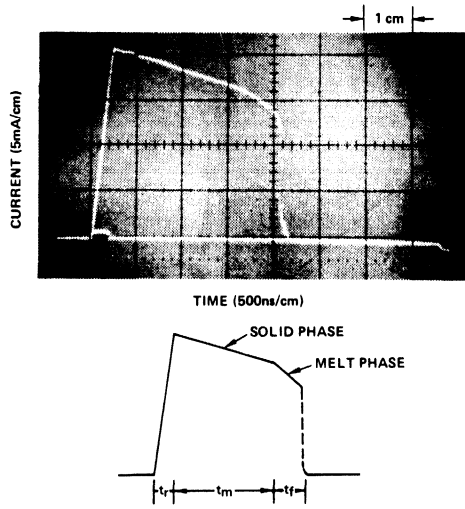 1 cm
CURRENT (5mA/cm)
TIME (500ns/cm)
SOLID PHASE
MELT PHASE
tr
tm
tf